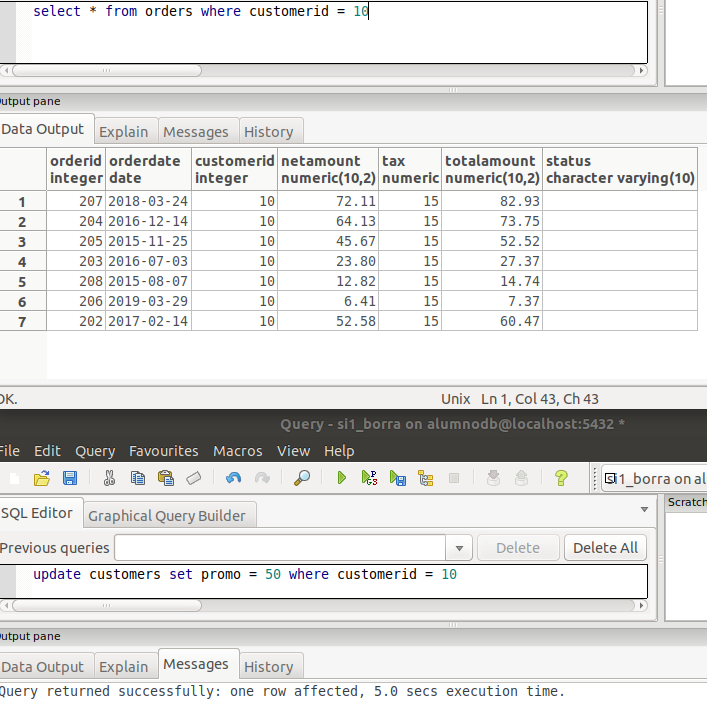 select * from orders where customerid = 10
utput pane
Data Output Explain Messages History
orderid orderdate customerid netamount tax totalamount status
integer date integer numeric(10,2) numeric numeric(10,2) character varying(10)
1 207 2018-03-24 10 72.11 15 82.93
2 204 2016-12-14 10 64.13 15 73.75
3 205 2015-11-25 10 45.67 15 52.52
4 203 2016-07-03 10 23.80 15 27.37
5 208 2015-08-07 10 12.82 15 14.74
6 206 2019-03-29 10 6.41 15 7.37
7 202 2017-02-14 10 52.58 15 60.47
OK. Unix Ln 1, Col 43, Ch 43
Query - si1_borra on alumnodb@localhost:5432 *
File Edit Query Favourites Macros View Help
si1_borra on al
SQL Editor Graphical Query Builder Scratch
Previous queries Delete Delete All
update customers set promo = 50 where customerid = 10
utput pane
Data Output Explain Messages History
Query returned successfully: one row affected, 5.0 secs execution time.